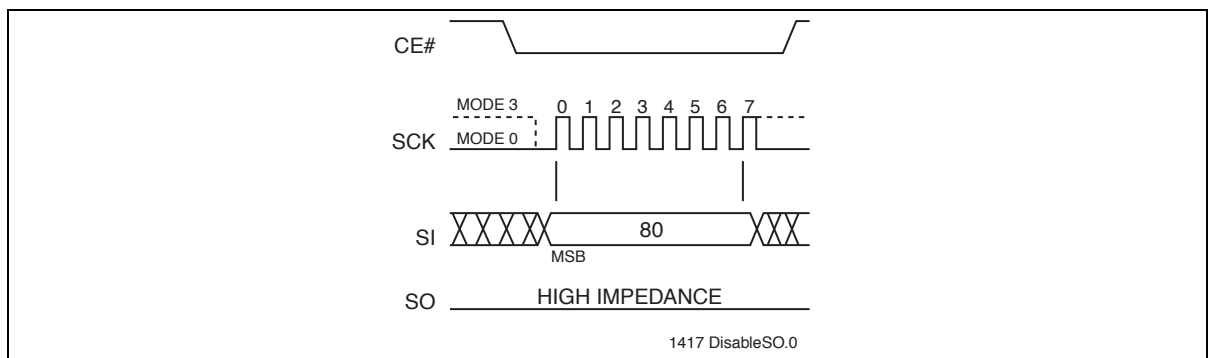 CE#
MODE 3
0 1 2 3 4 5 6 7
SCK
MODE 0
SI
80
MSB
SO
HIGH IMPEDANCE
1417 DisableSO.0